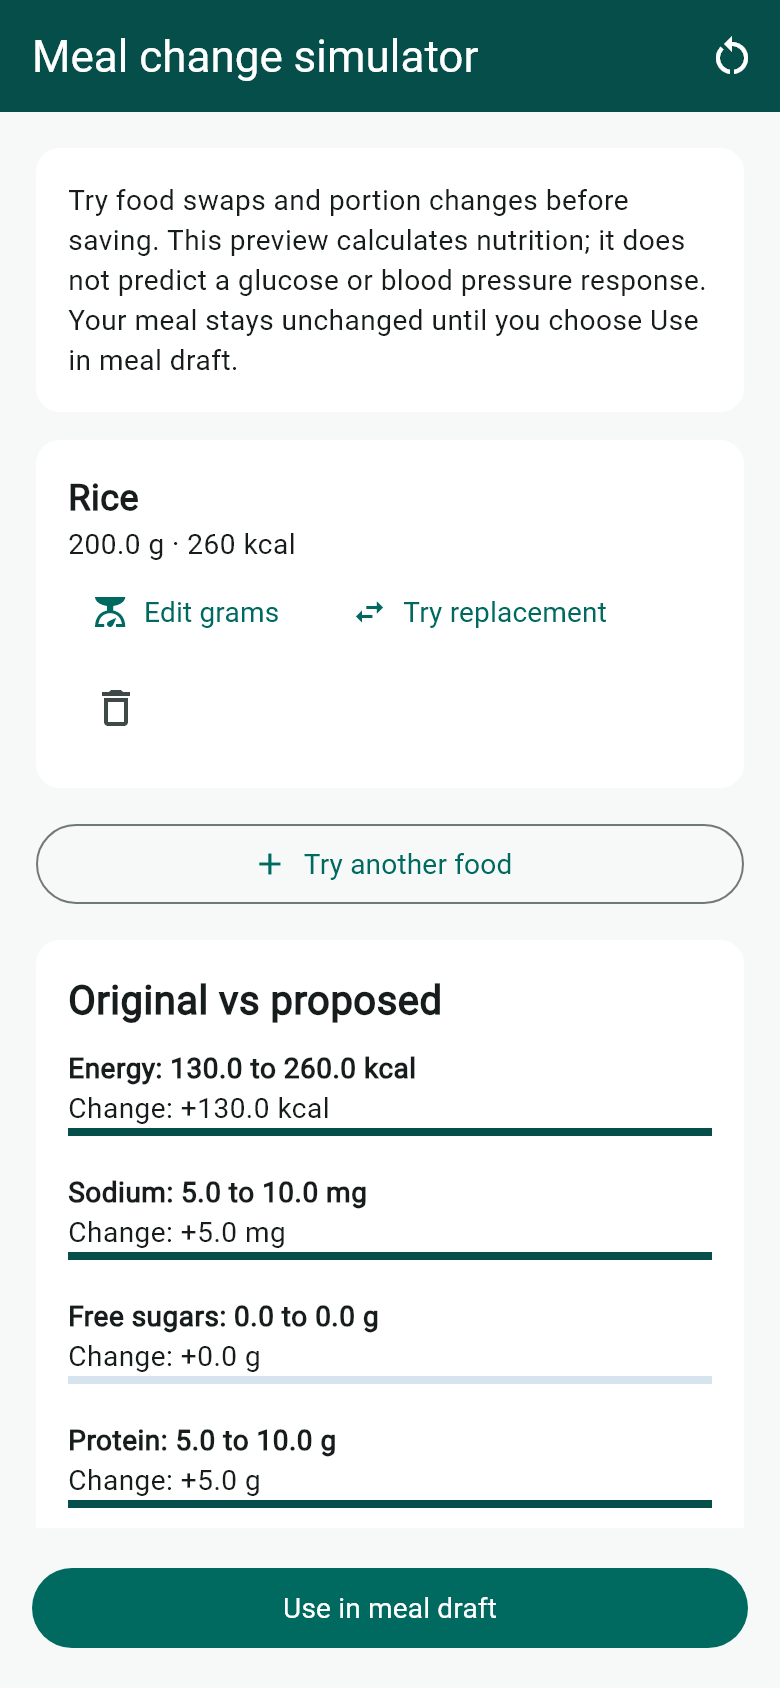 Meal change simulator
Try food swaps and portion changes before
saving. This preview calculates nutrition; it does
not predict a glucose or blood pressure response.
Your meal stays unchanged until you choose Use
in meal draft.
Rice
200.0 g · 260 kcal
Edit grams
Try replacement
Try another food
Original vs proposed
Energy: 130.0 to 260.0 kcal
Change: +130.0 kcal
Sodium: 5.0 to 10.0 mg
Change: +5.0 mg
Free sugars: 0.0 to 0.0 g
Change: +0.0 g
Protein: 5.0 to 10.0 g
Change: +5.0 g
Use in meal draft